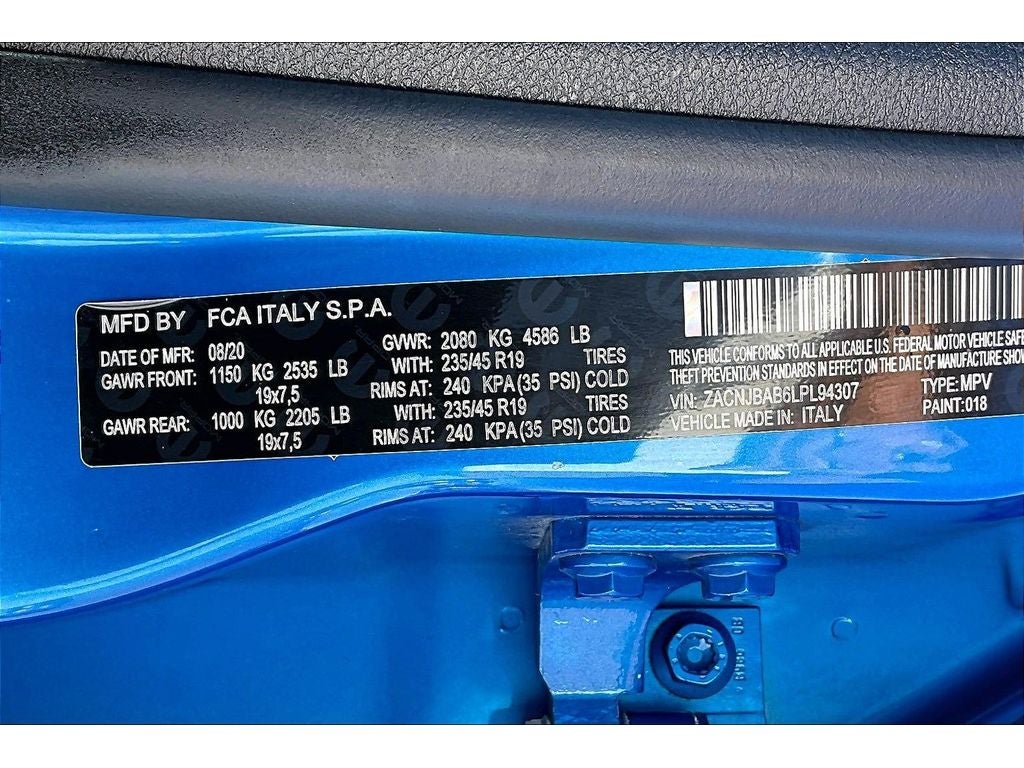 MFD BY FCA ITALY S.P.A.
DATE OF MFR: 08/20 GVWR: 2080 KG 4586 LB
GAWR FRONT: 1150 KG 2535 LB WITH: 235/45 R19 TIRES
19x7,5 RIMS AT: 240 KPA(35 PSI) COLD
GAWR REAR: 1000 KG 2205 LB WITH: 235/45 R19 TIRES
19x7,5 RIMS AT: 240 KPA(35 PSI) COLD
THIS VEHICLE CONFORMS TO ALL APPLICABLE U.S. FEDERAL MOTOR VEHICLE
THEFT PREVENTION STANDARDS IN EFFECT ON THE DATE OF MANUFACTURE
VIN: ZACNJBAB6LPL94307 TYPE: MPV
VEHICLE MADE IN: ITALY PAINT:018